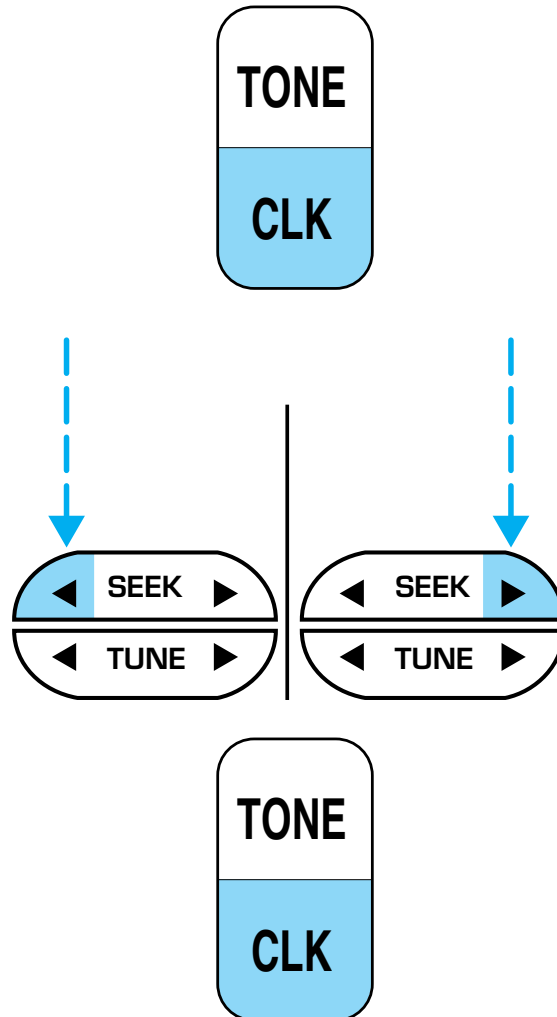 TONE
CLK
◀ SEEK ▶
◀ TUNE ▶
◀ SEEK ▶
◀ TUNE ▶
TONE
CLK